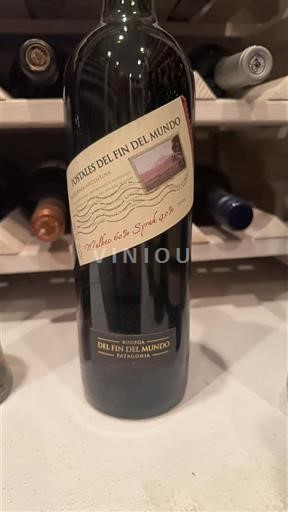 POSTALES DEL FIN DEL MUNDO
VINIOU
Malbec 60% Syrah 40%
BODEGA
DEL FIN DEL MUNDO
PATAGONIA